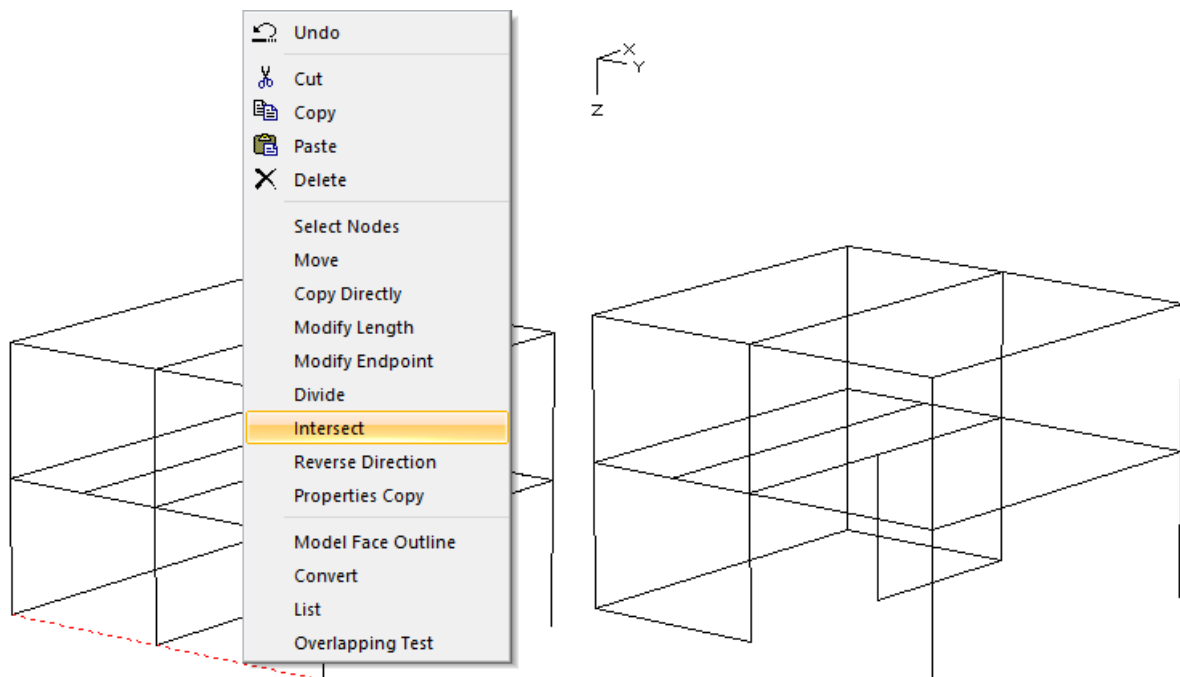 Undo
Cut
Copy
Paste
Delete
Select Nodes
Move
Copy Directly
Modify Length
Modify Endpoint
Divide
Intersect
Reverse Direction
Properties Copy
Model Face Outline
Convert
List
Overlapping Test
X
Y
Z